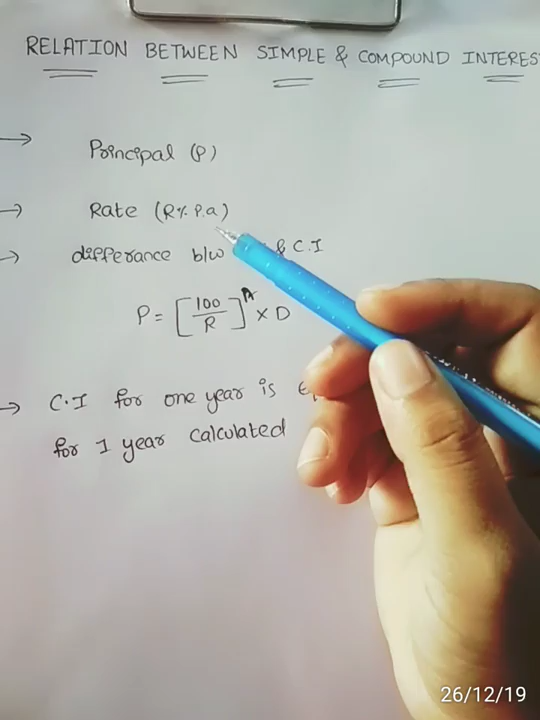 RELATION BETWEEN SIMPLE & COMPOUND INTERES
→ Principal (P)
→ Rate (R% P.a)
→ differance b/w & C.I
P = [100/R]^n × D
→ C.I for one year is
for 1 year calculated
26/12/19